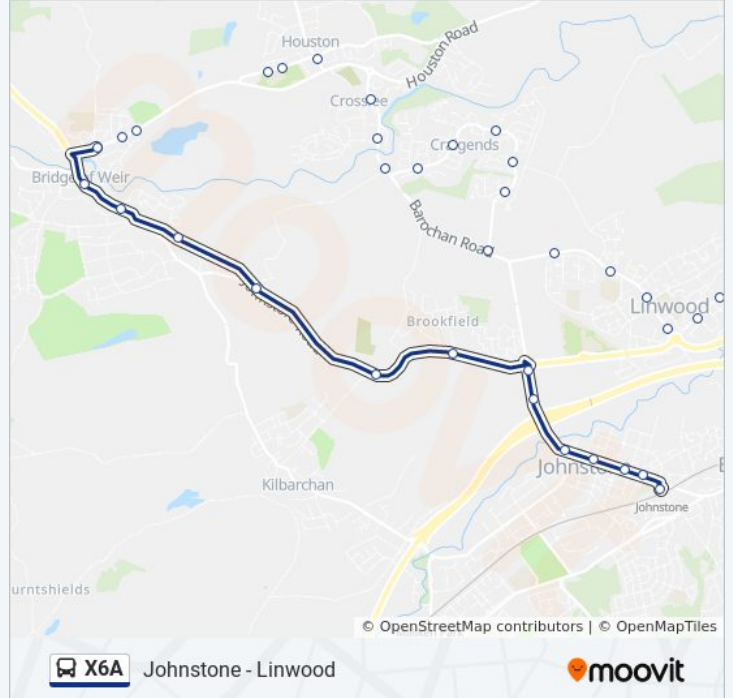 Houston
Houston Road
Crosslee
Craigends
Bridge of Weir
Barochan Road
Linwood
Brookfield
Johnstone
Kilbarchan
Johnstone
urntshields
© OpenStreetMap contributors | © OpenMapTiles
X6A Johnstone - Linwood
moovit